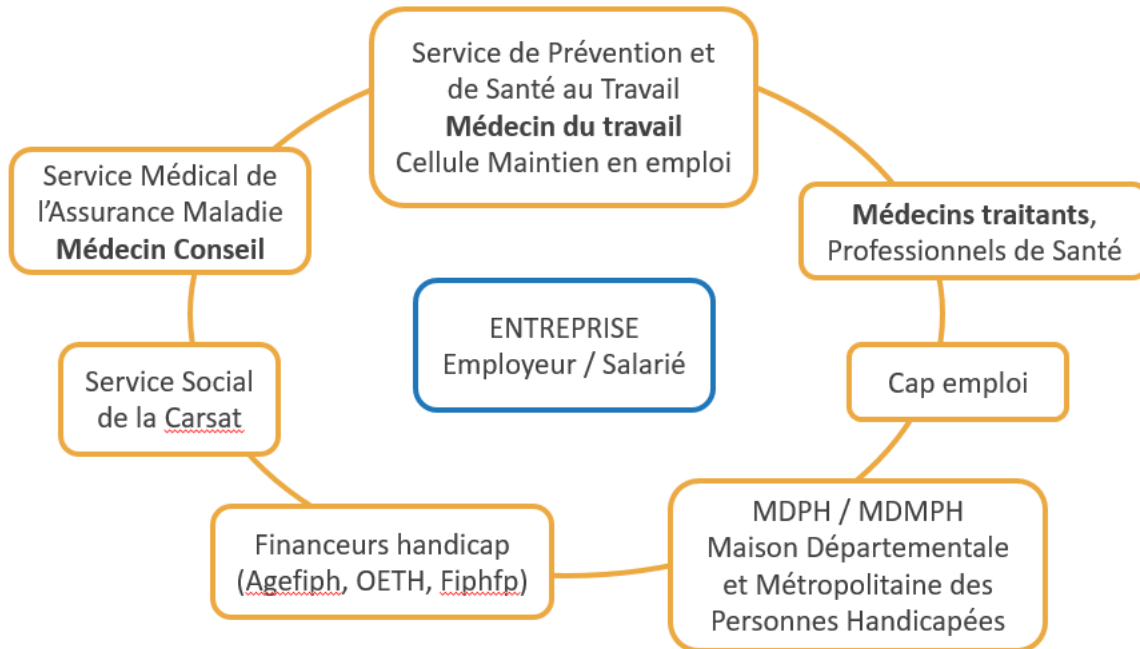 Service de Prévention et
de Santé au Travail
Médecin du travail
Cellule Maintien en emploi
Service Médical de
l’Assurance Maladie
Médecin Conseil
Médecins traitants,
Professionnels de Santé
ENTREPRISE
Employeur / Salarié
Service Social
de la Carsat
Cap emploi
Financeurs handicap
(Agefiph, OETH, Fiphfp)
MDPH / MDMPH
Maison Départementale
et Métropolitaine des
Personnes Handicapées